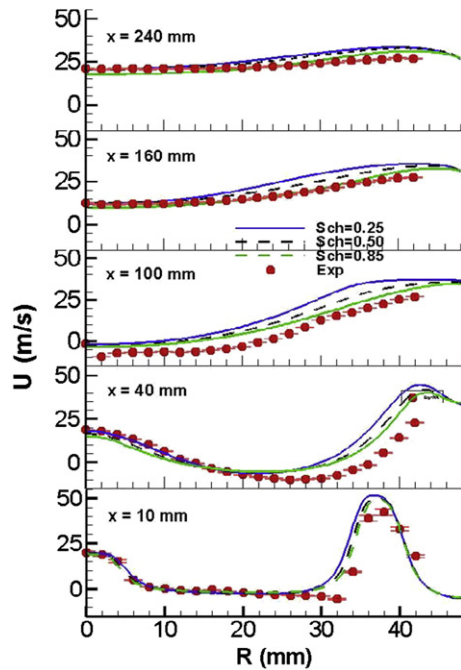 50
x = 240 mm
25
0
50
x = 160 mm
25
0
Sch=0.25
Sch=0.50
Sch=0.85
Exp
50
x = 100 mm
25
0
U (m/s)
50
x = 40 mm
25
0
50
x = 10 mm
25
0
0 10 20 30 40
R (mm)